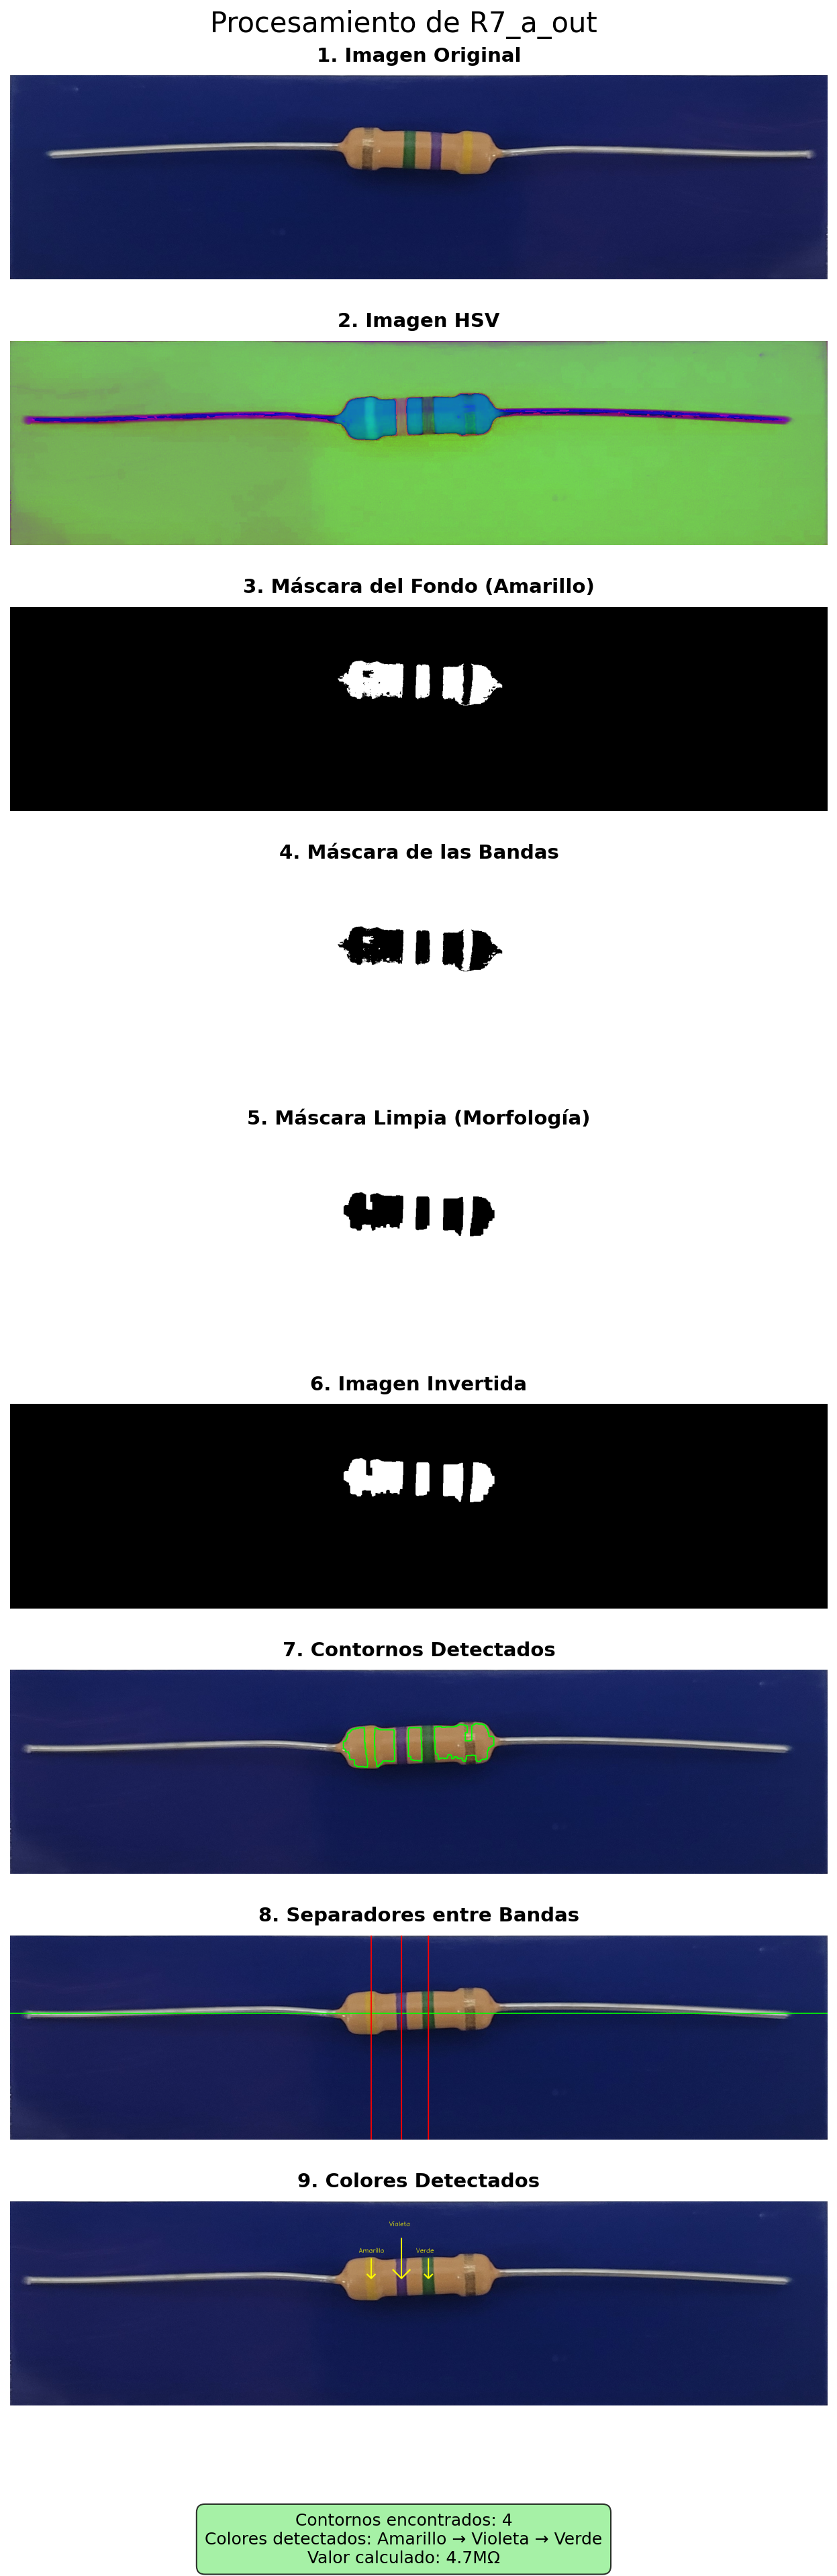 Procesamiento de R7_a_out
1. Imagen Original
2. Imagen HSV
3. Máscara del Fondo (Amarillo)
4. Máscara de las Bandas
5. Máscara Limpia (Morfología)
6. Imagen Invertida
7. Contornos Detectados
8. Separadores entre Bandas
9. Colores Detectados
Violeta
Amarillo Verde
Contornos encontrados: 4
Colores detectados: Amarillo → Violeta → Verde
Valor calculado: 4.7MΩ